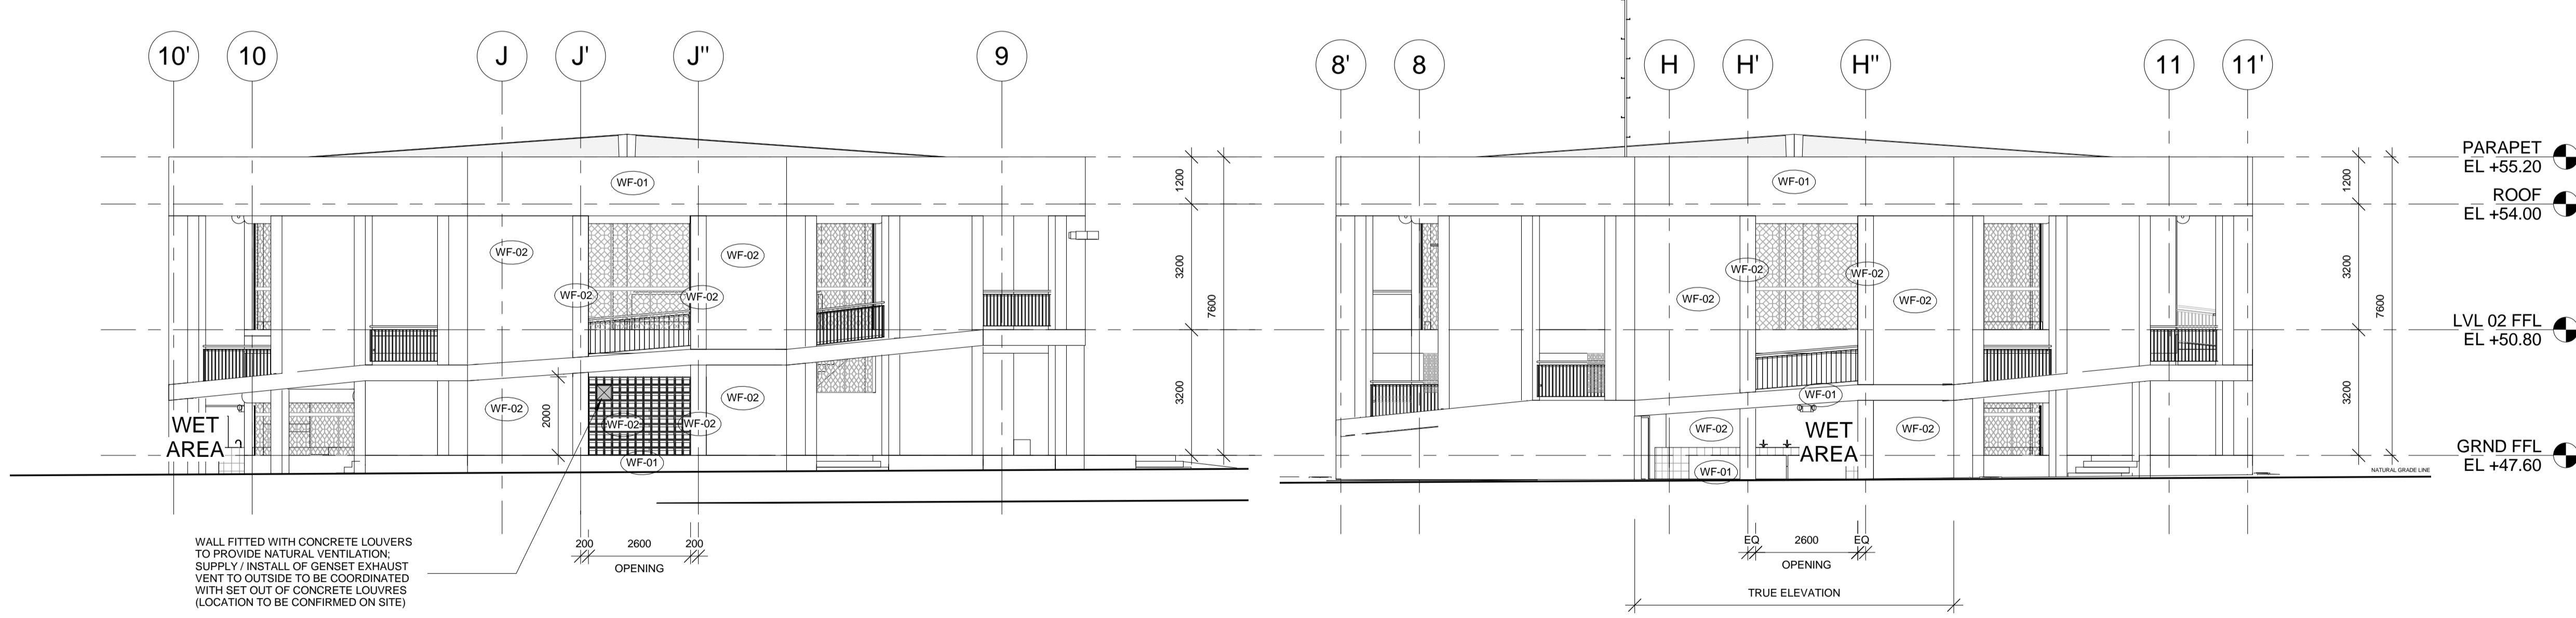 10'
10
J
J'
J"
9
8'
8
H
H'
H"
11
11'
WF-01
WF-02
WF-02
WF-02
WF-02
WF-02
WF-02
WF-02
WF-02
WF-01
WET
AREA
2000
1200
3200
3200
7600
200
2600
200
OPENING
WALL FITTED WITH CONCRETE LOUVERS
TO PROVIDE NATURAL VENTILATION;
SUPPLY / INSTALL OF GENSET EXHAUST
VENT TO OUTSIDE TO BE COORDINATED
WITH SET OUT OF CONCRETE LOUVRES
(LOCATION TO BE CONFIRMED ON SITE)
WF-01
WF-02
WF-02
WF-02
WF-02
WF-01
WF-02
WF-02
WF-01
WET
AREA
EQ
2600
EQ
OPENING
TRUE ELEVATION
1200
3200
3200
7600
PARAPET
EL +55.20
ROOF
EL +54.00
LVL 02 FFL
EL +50.80
GRND FFL
EL +47.60
NATURAL GRADE LINE